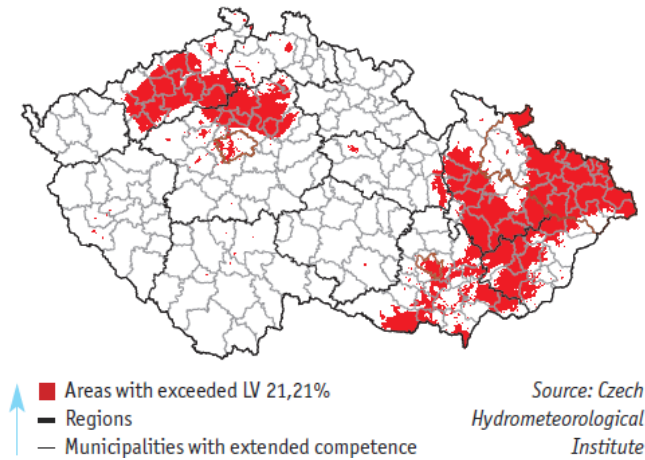 Areas with exceeded LV 21,21%
Regions
Municipalities with extended competence
Source: Czech
Hydrometeorological
Institute